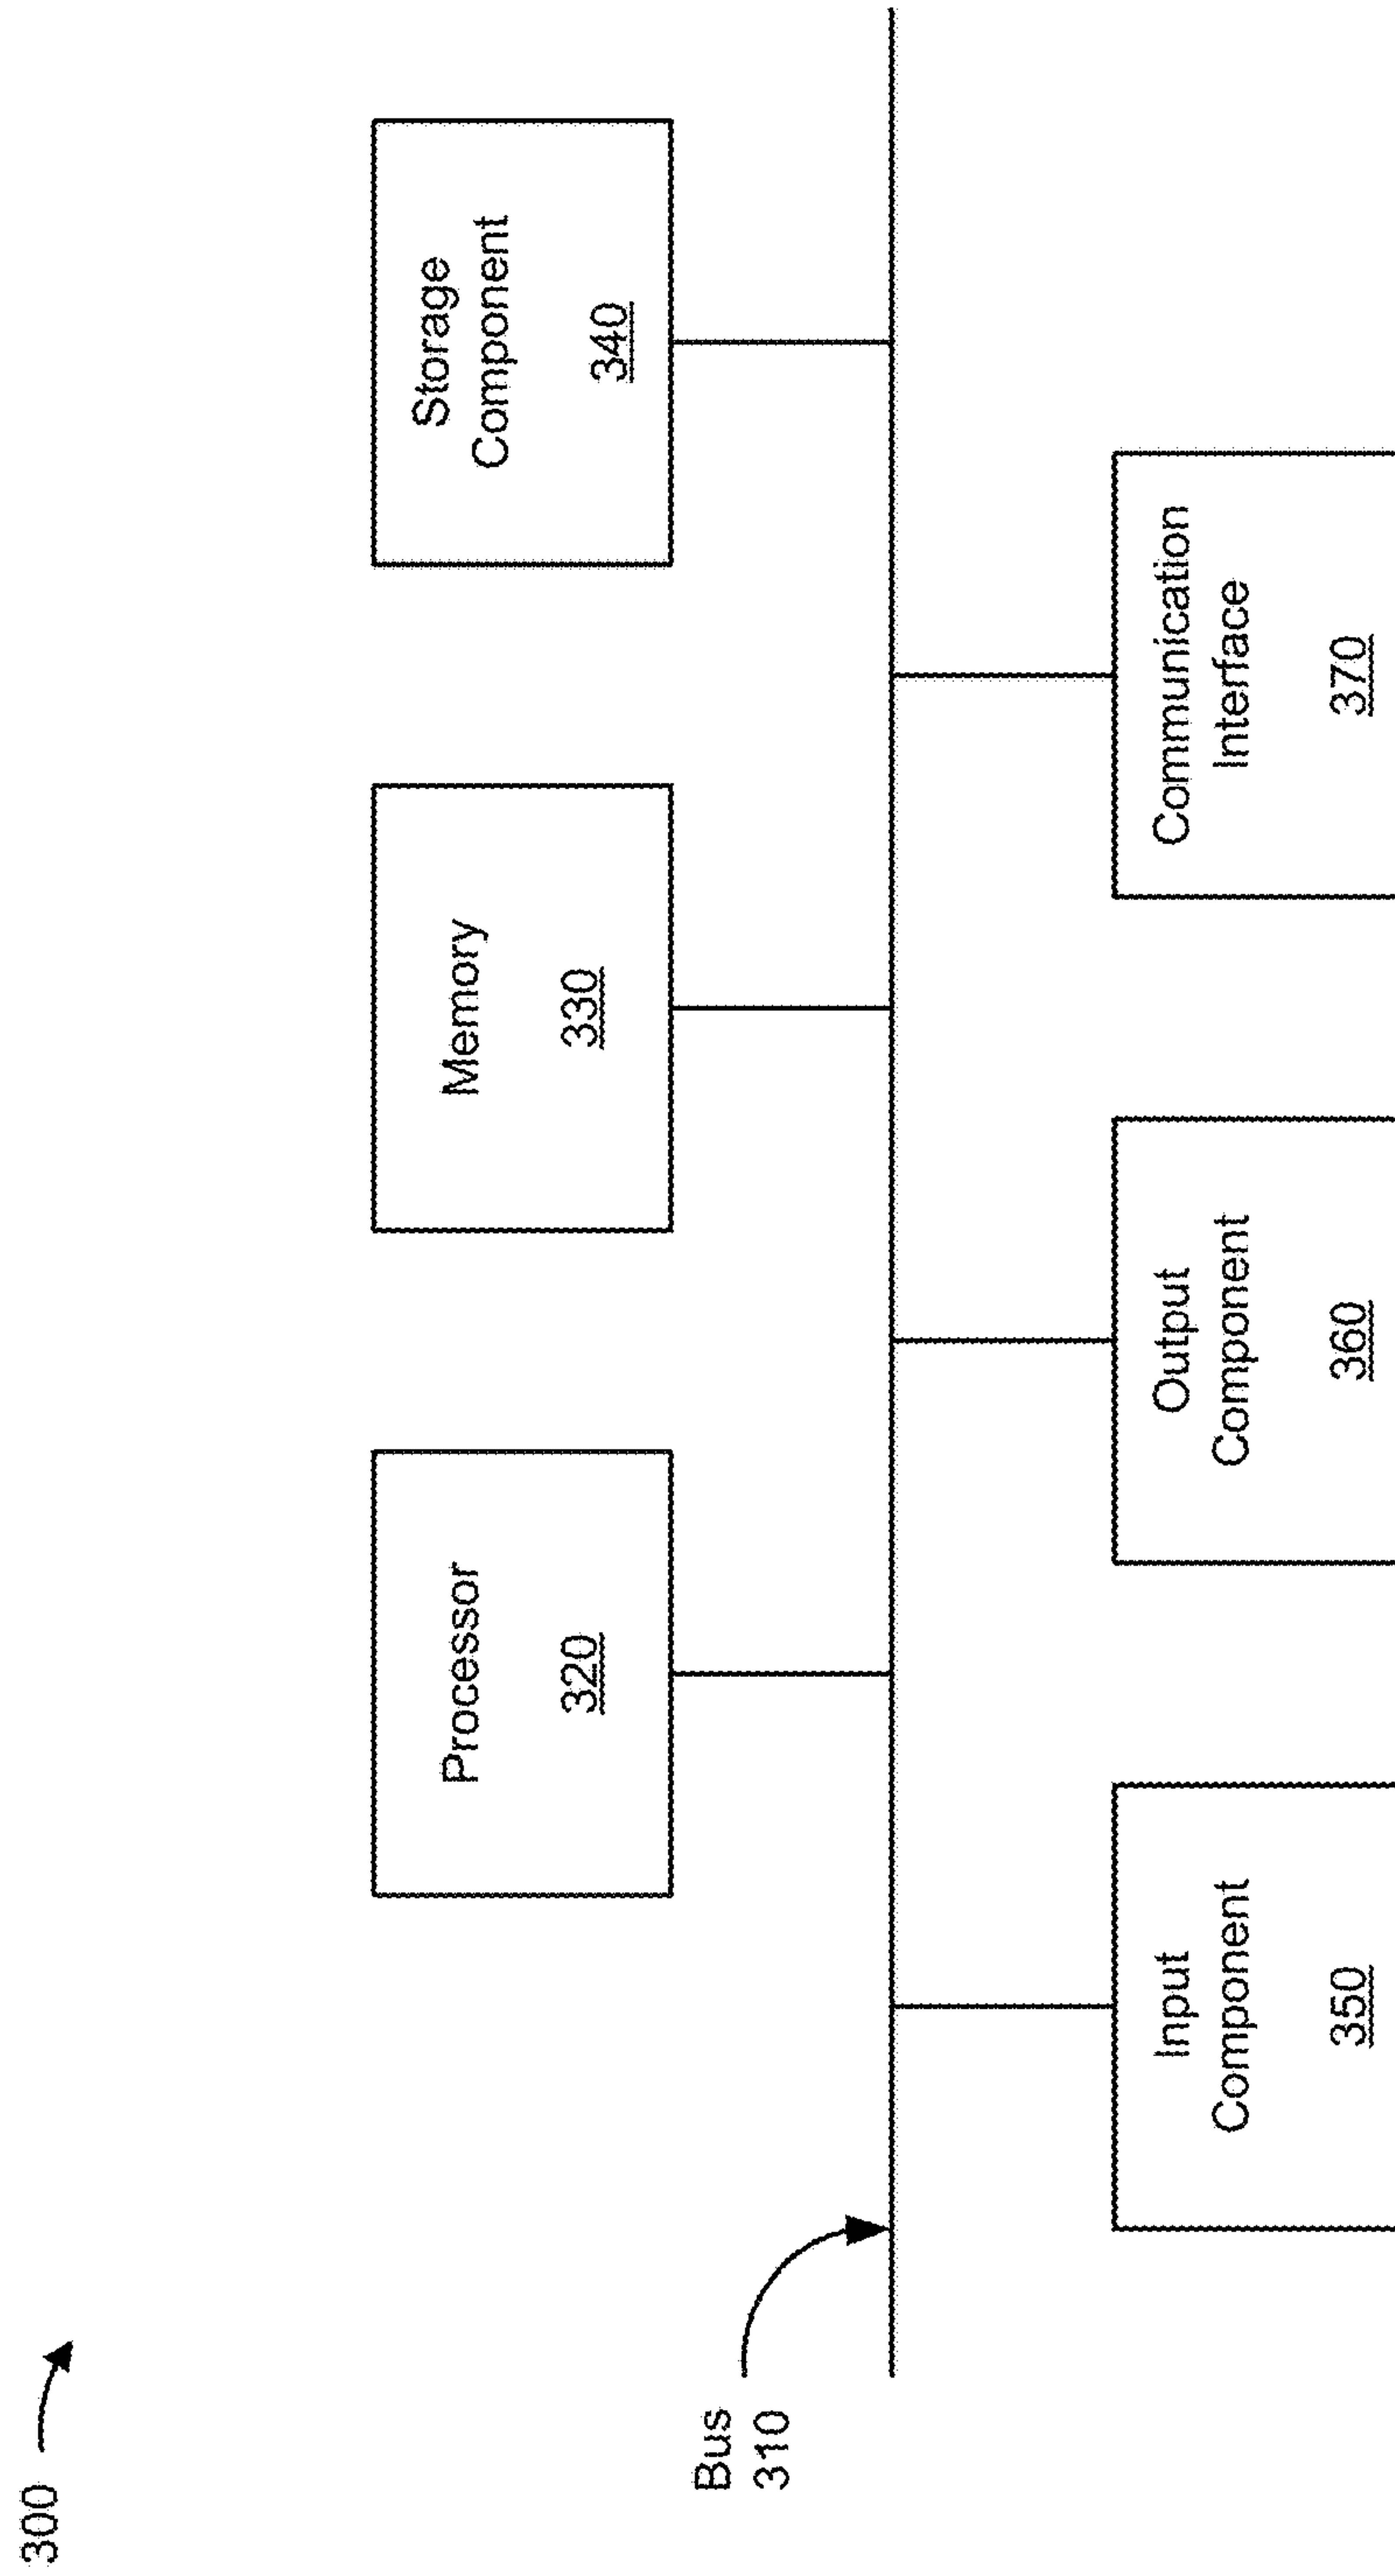 300
Processor
320
Memory
330
Storage
Component
340
Bus
310
Input
Component
350
Output
Component
360
Communication
Interface
370